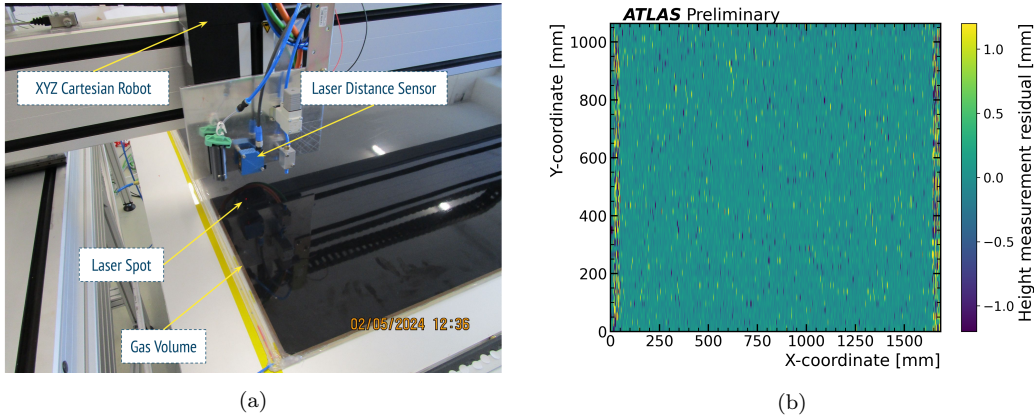 XYZ Cartesian Robot
Laser Distance Sensor
Laser Spot
Gas Volume
02/05/2024 12:36
(a)
ATLAS Preliminary
Y-coordinate [mm]
1000
800
600
400
200
0
0 250 500 750 1000 1250 1500
X-coordinate [mm]
1.0
0.5
0.0
−0.5
−1.0
Height measurement residual [mm]
(b)